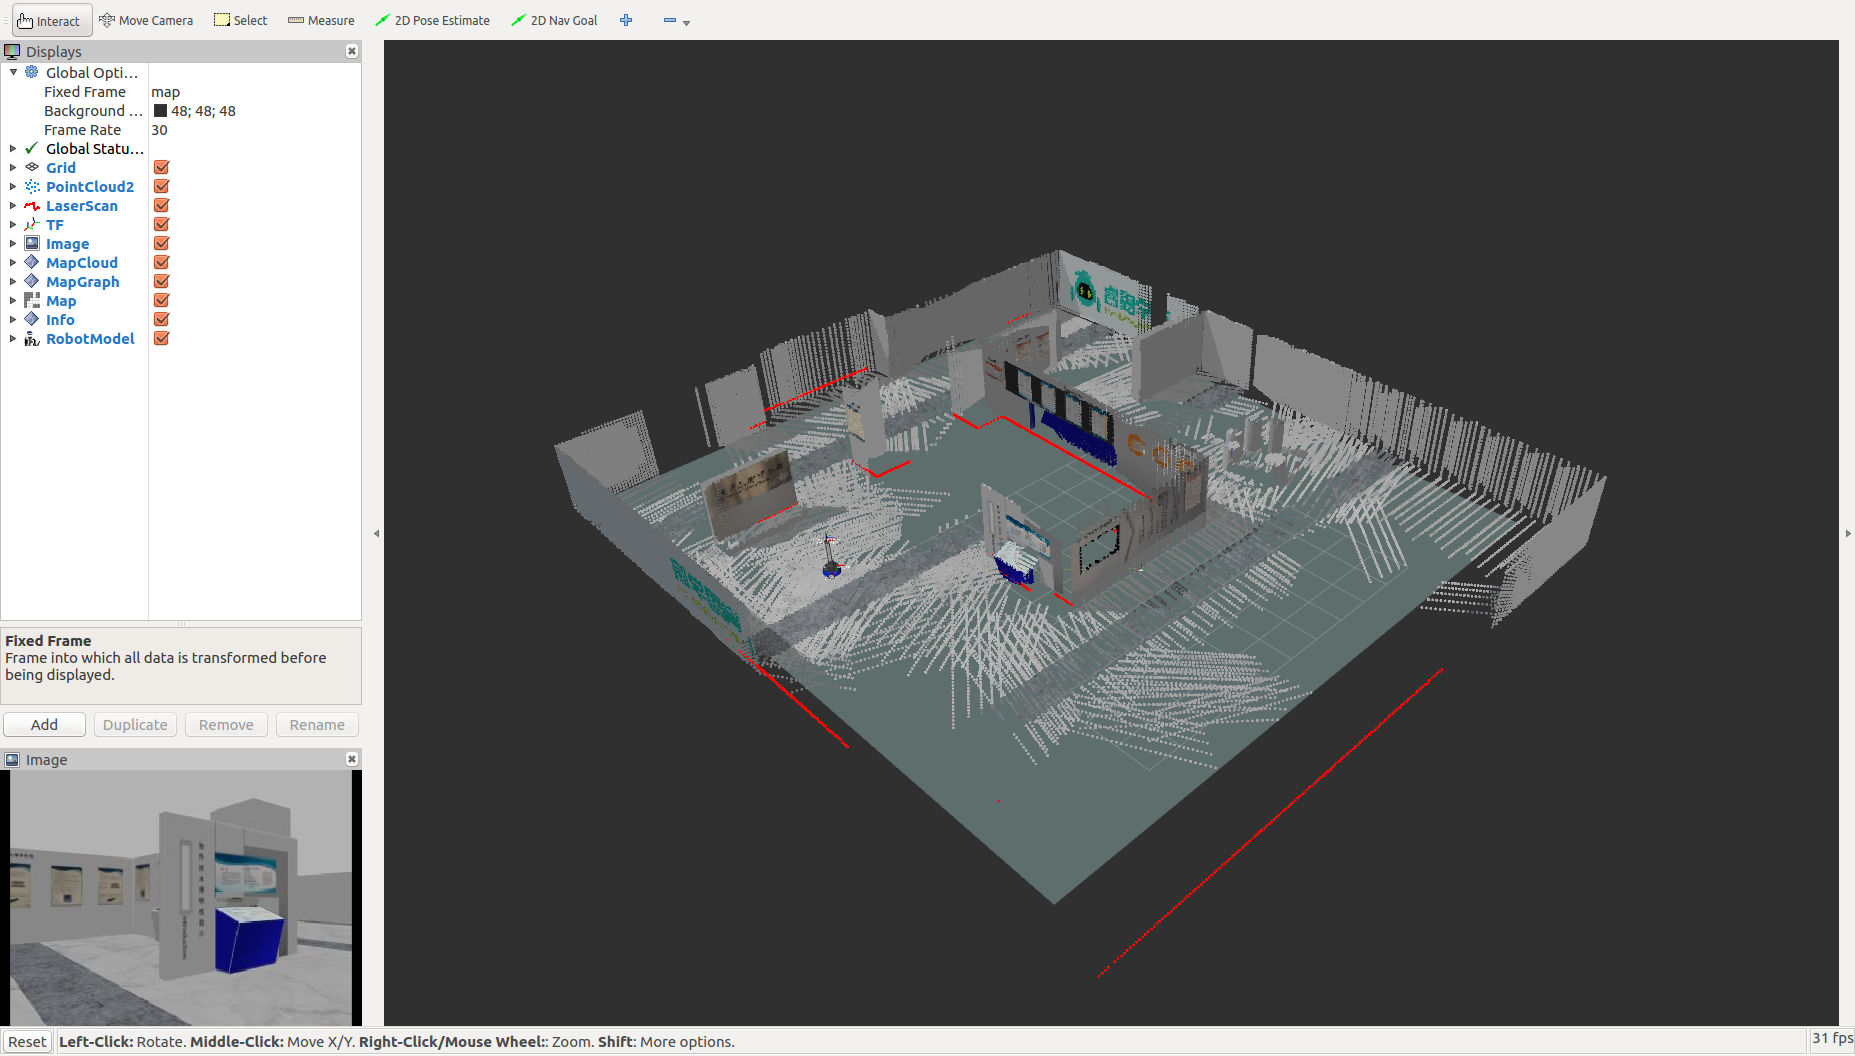 Interact
Move Camera
Select
Measure
2D Pose Estimate
2D Nav Goal
Displays
Global Opti...
Fixed Frame
map
Background ...
48; 48; 48
Frame Rate
30
Global Statu...
Grid
PointCloud2
LaserScan
TF
Image
MapCloud
MapGraph
Map
Info
RobotModel
Fixed Frame
Frame into which all data is transformed before
being displayed.
Add
Duplicate
Remove
Rename
Image
Reset
Left-Click: Rotate. Middle-Click: Move X/Y. Right-Click/Mouse Wheel:: Zoom. Shift: More options.
31 fps